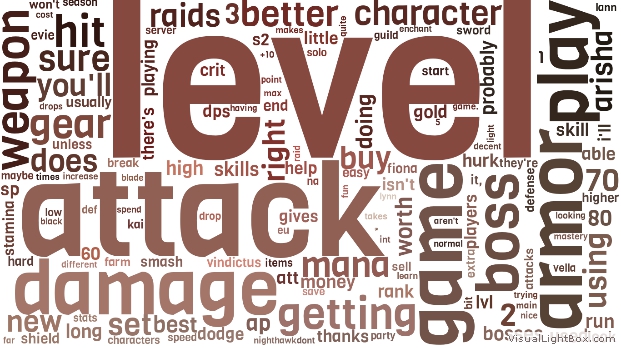 won't season
cost
evie hit
sure
you'll
drops usually
weapon
gear
unless
does
maybe times increase
raids 3 better character
server
makes
s2 little
quite
guild enchant
sword
+10 solo
playing
there's
crit
point
max
dps having end
level
start
gold game.
5
doing
right
raid
probably
light
decent
play
lann
arisha
1
skill i'll
able
70
higher
looking 80
mastery
armor
vella
using
run
break
high skills help
na
buy
easy
fiona
isn't
hurk they're
blade
sp
stamina
low
black
def
spend
kai
drop
gives
eu
attack
fun
lynn
takes
int
worth
game
aren't
normal
it,
players
extra
boss
defense
attacks
trying
main
nice
2
hard
60
different farm smash vindictus items
att
mana
money
save
sell
learn
rank
bit lvl
damage
getting
new stats
long
set best
dodge
ap
far shield characters speed nighthawk dont
thanks party
VisualLightBox.com